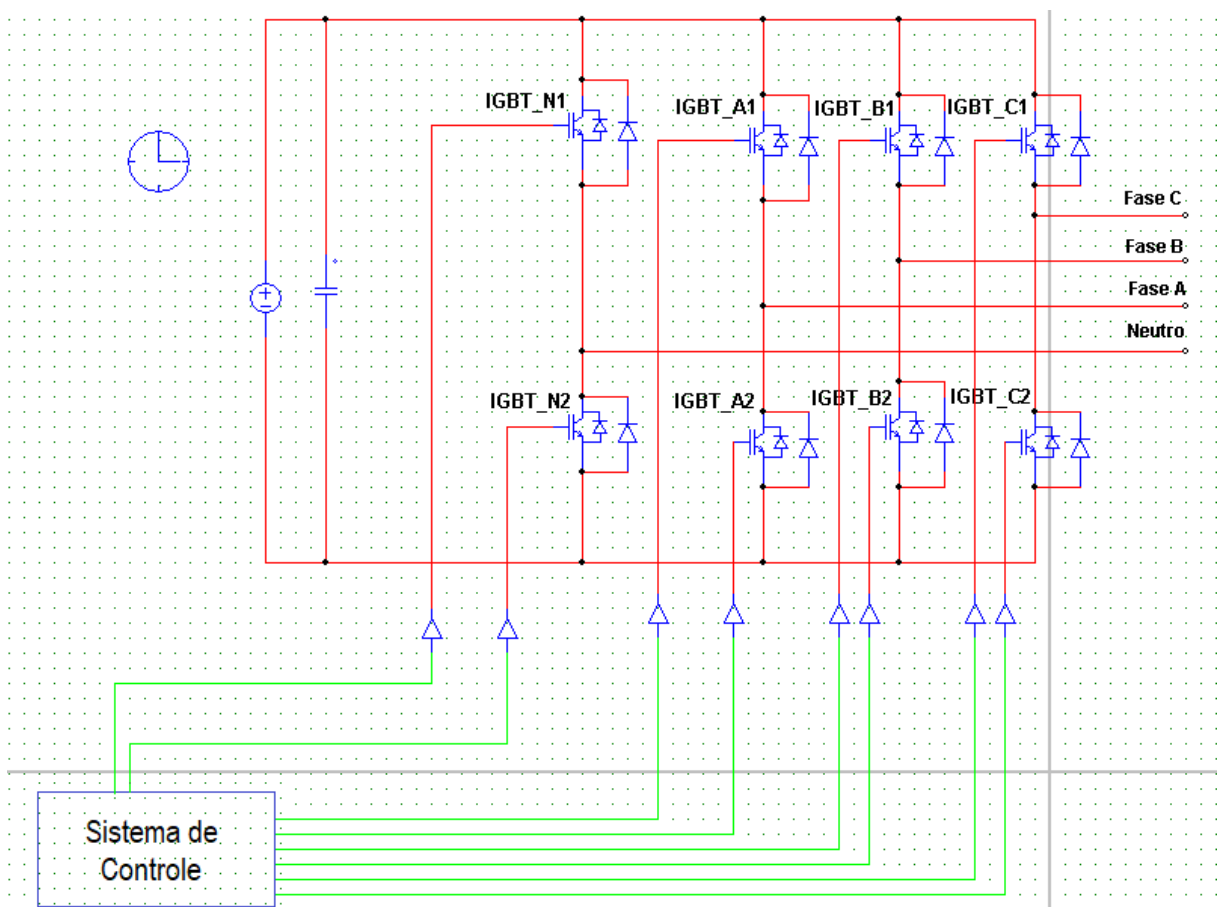 IGBT_N1
IGBT_A1
IGBT_B1
IGBT_C1
Fase C
Fase B
Fase A
Neutro
IGBT_N2
IGBT_A2
IGBT_B2
IGBT_C2
Sistema de
Controle